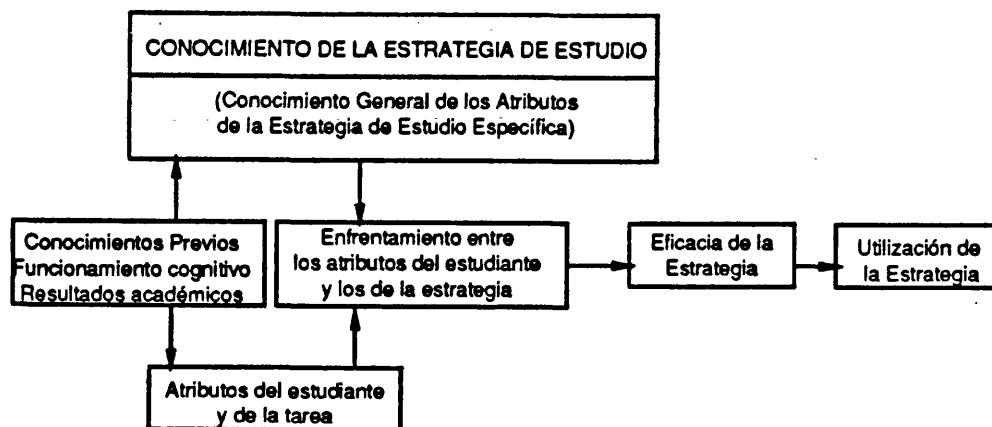 CONOCIMIENTO DE LA ESTRATEGIA DE ESTUDIO
(Conocimiento General de los Atributos
de la Estrategia de Estudio Específica)
Conocimientos Previos
Funcionamiento cognitivo
Resultados académicos
Enfrentamiento entre
los atributos del estudiante
y los de la estrategia
Eficacia de la
Estrategia
Utilización de
la Estrategia
Atributos del estudiante
y de la tarea